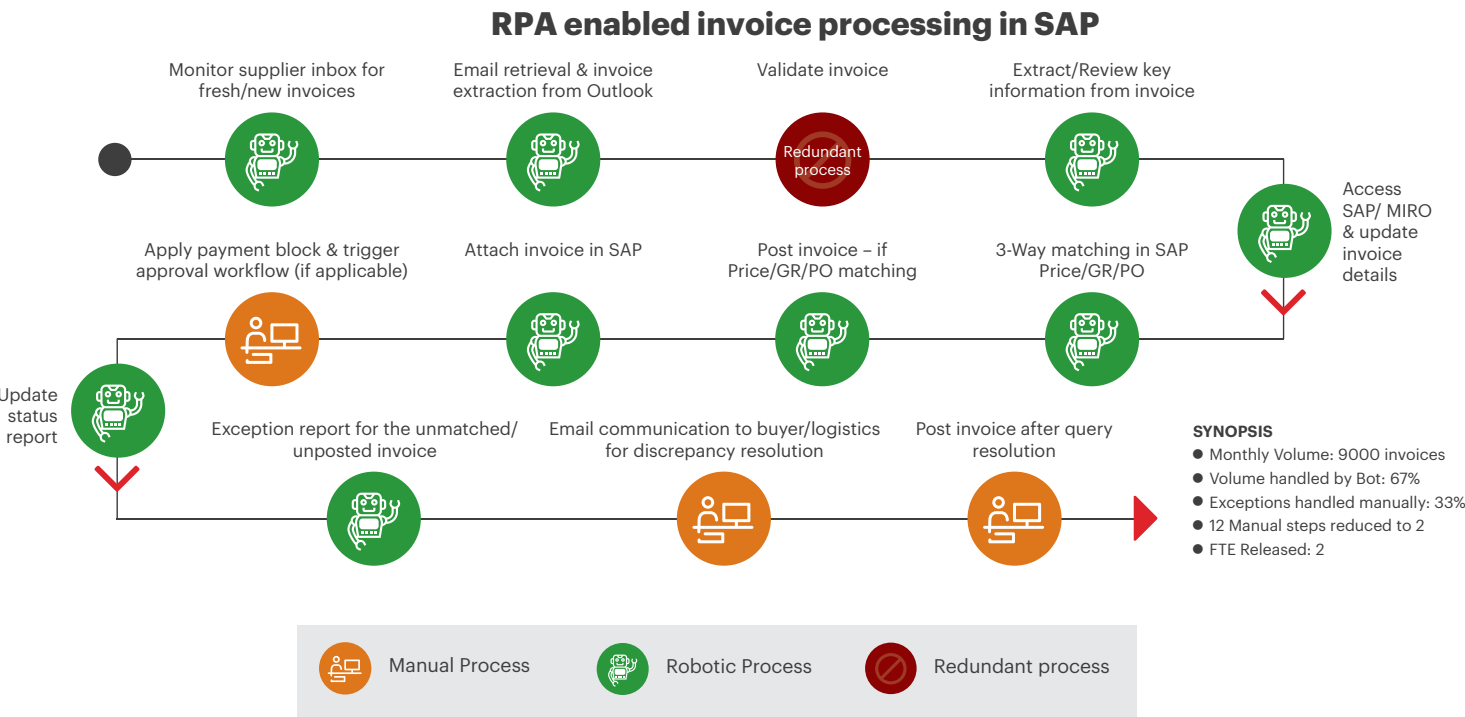 RPA enabled invoice processing in SAP
Monitor supplier inbox for
fresh/new invoices
Email retrieval & invoice
extraction from Outlook
Validate invoice
Extract/Review key
information from invoice
Redundant
process
Access
SAP/ MIRO
& update
invoice
details
Apply payment block & trigger
approval workflow (if applicable)
Attach invoice in SAP
Post invoice – if
Price/GR/PO matching
3-Way matching in SAP
Price/GR/PO
Update
status
report
Exception report for the unmatched/
unposted invoice
Email communication to buyer/logistics
for discrepancy resolution
Post invoice after query
resolution
SYNOPSIS
● Monthly Volume: 9000 invoices
● Volume handled by Bot: 67%
● Exceptions handled manually: 33%
● 12 Manual steps reduced to 2
● FTE Released: 2
Manual Process
Robotic Process
Redundant process